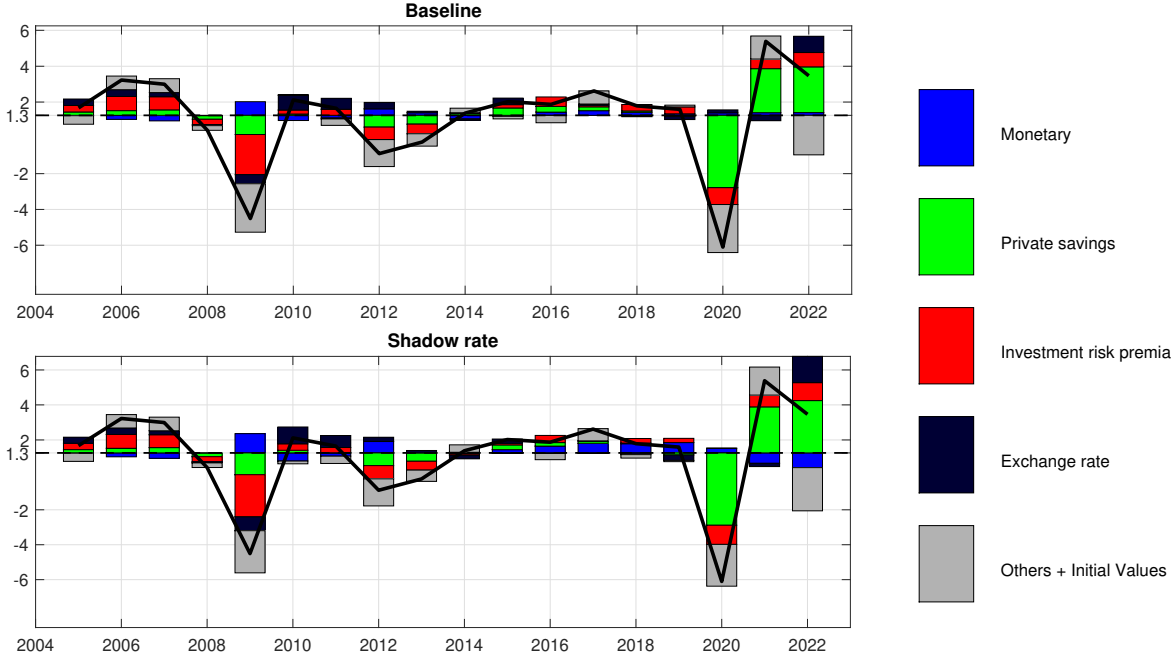 Baseline
6
4
2
1.3
-2
-4
-6
2004 2006 2008 2010 2012 2014 2016 2018 2020 2022
Shadow rate
6
4
2
1.3
-2
-4
-6
2004 2006 2008 2010 2012 2014 2016 2018 2020 2022
Monetary
Private savings
Investment risk premia
Exchange rate
Others + Initial Values